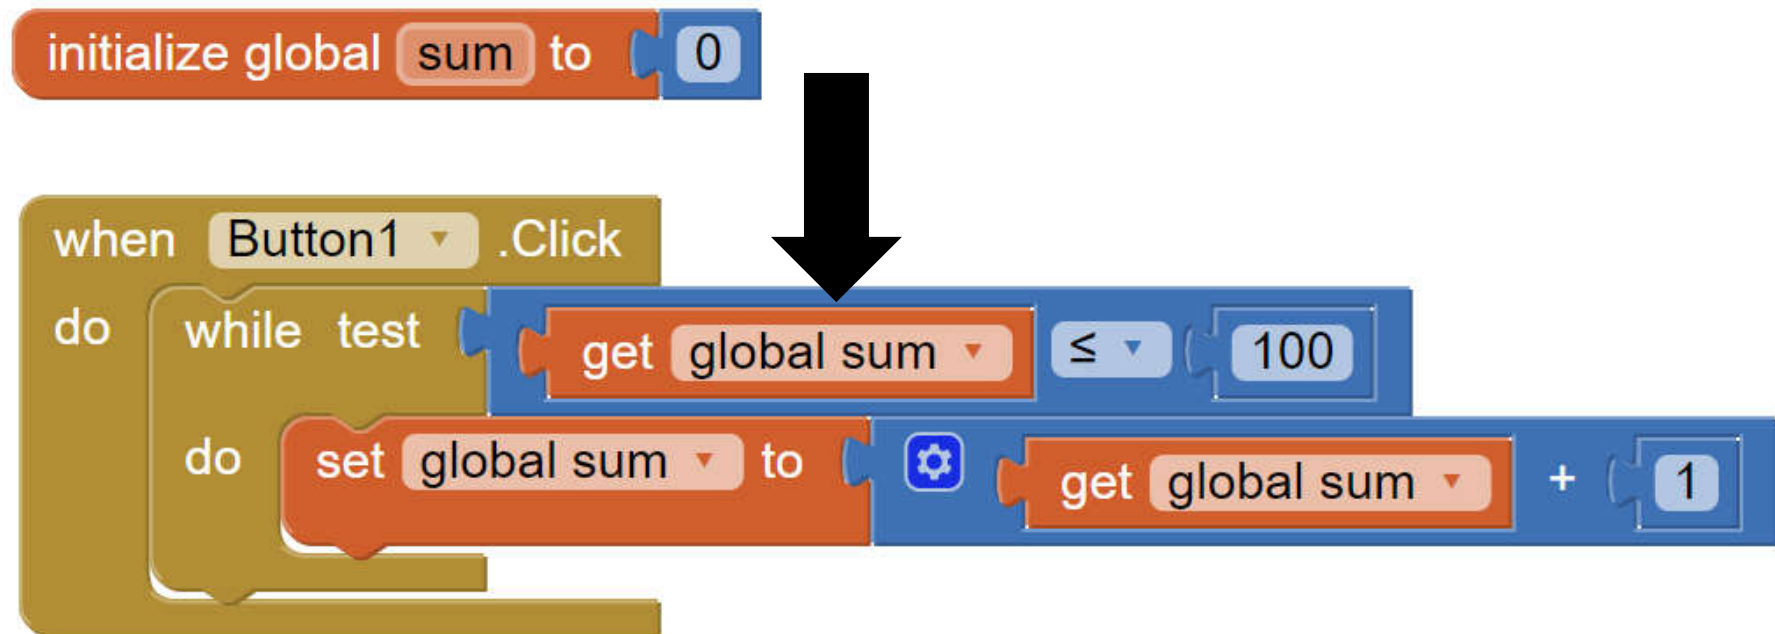 initialize global sum to 0
when Button1 .Click
do while test get global sum ≤ 100
do set global sum to get global sum + 1